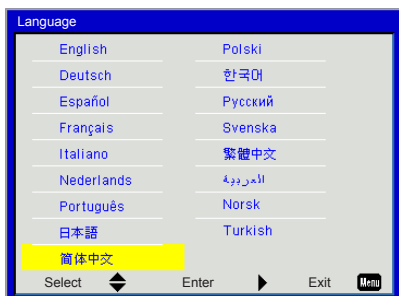 Language
English
Deutsch
Español
Français
Italiano
Nederlands
Português
日本語
简体中文
Polski
한국어
Русский
Svenska
繁體中文
العربية
Norsk
Turkish
Select Enter Exit Menu